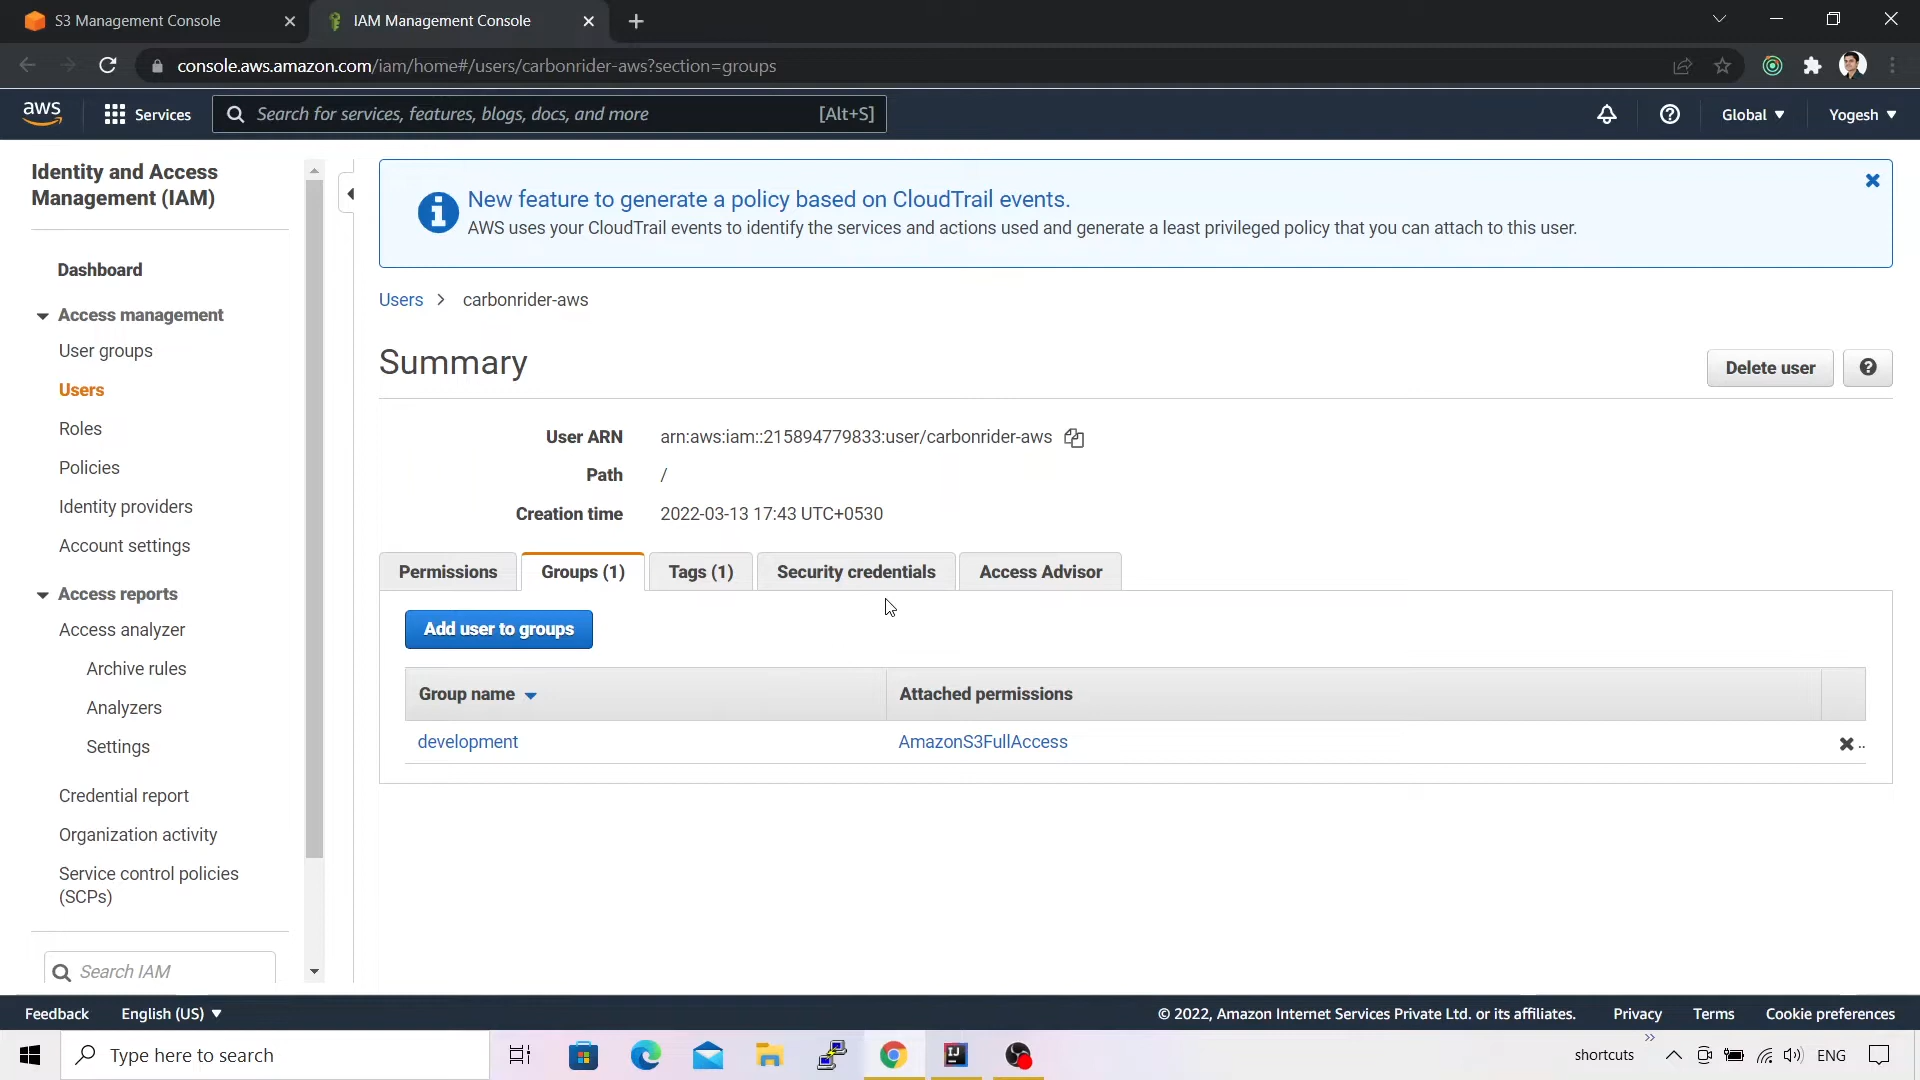 S3 Management Console
IAM Management Console
console.aws.amazon.com/iam/home#/users/carbonrider-aws?section=groups
aws
Services
Search for services, features, blogs, docs, and more
[Alt+S]
Global
Yogesh
Identity and Access
Management (IAM)
Dashboard
Access management
User groups
Users
Roles
Policies
Identity providers
Account settings
Access reports
Access analyzer
Archive rules
Analyzers
Settings
Credential report
Organization activity
Service control policies
(SCPs)
Search IAM
New feature to generate a policy based on CloudTrail events.
AWS uses your CloudTrail events to identify the services and actions used and generate a least privileged policy that you can attach to this user.
Users > carbonrider-aws
Summary
Delete user
User ARN arn:aws:iam::215894779833:user/carbonrider-aws
Path /
Creation time 2022-03-13 17:43 UTC+0530
Permissions
Groups (1)
Tags (1)
Security credentials
Access Advisor
Add user to groups
Group name
Attached permissions
development
AmazonS3FullAccess
..
Feedback
English (US)
© 2022, Amazon Internet Services Private Ltd. or its affiliates.
Privacy
Terms
Cookie preferences
Type here to search
shortcuts
ENG